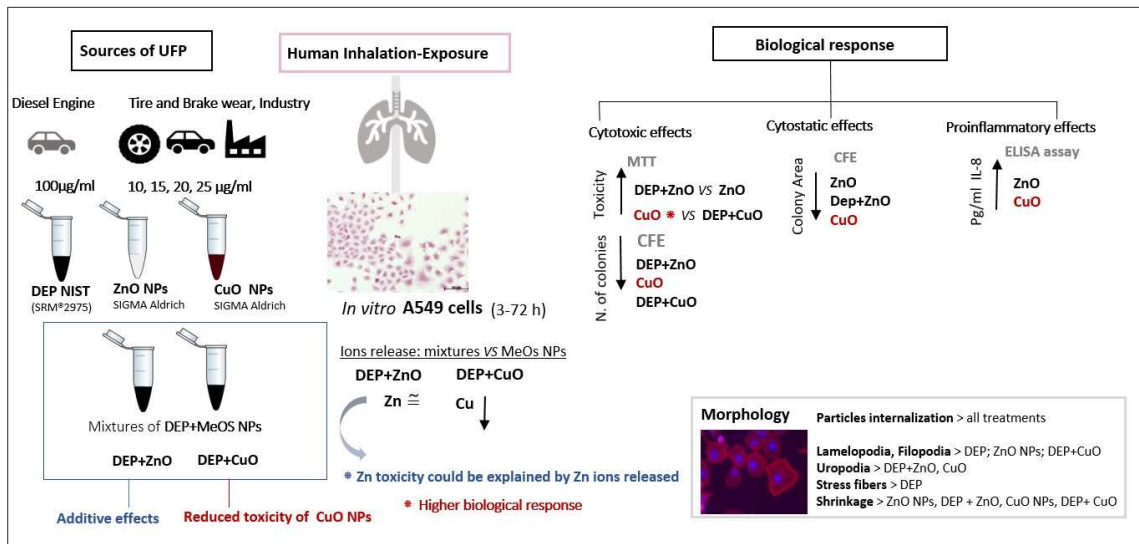 Sources of UFP
Diesel Engine
Tire and Brake wear, Industry
100µg/ml
10, 15, 20, 25 µg/ml
DEP NIST
(SRM®2975)
ZnO NPs
SIGMA Aldrich
CuO NPs
SIGMA Aldrich
Mixtures of DEP+MeOS NPs
DEP+ZnO
DEP+CuO
Additive effects
Reduced toxicity of CuO NPs
Human Inhalation-Exposure
In vitro A549 cells (3-72 h)
Ions release: mixtures VS MeOs NPs
DEP+ZnO
DEP+CuO
Zn ≅
Cu
* Zn toxicity could be explained by Zn ions released
* Higher biological response
Biological response
Cytotoxic effects
Toxicity
MTT
DEP+ZnO VS ZnO
CuO * VS DEP+CuO
N. of colonies
CFE
DEP+ZnO
CuO
DEP+CuO
Cytostatic effects
Colony Area
CFE
ZnO
Dep+ZnO
CuO
Proinflammatory effects
Pg/ml IL-8
ELISA assay
ZnO
CuO
Morphology
Particles internalization > all treatments
Lamelopodia, Filopodia > DEP; ZnO NPs; DEP+CuO
Uropodia > DEP+ZnO, CuO
Stress fibers > DEP
Shrinkage > ZnO NPs, DEP + ZnO, CuO NPs, DEP+ CuO